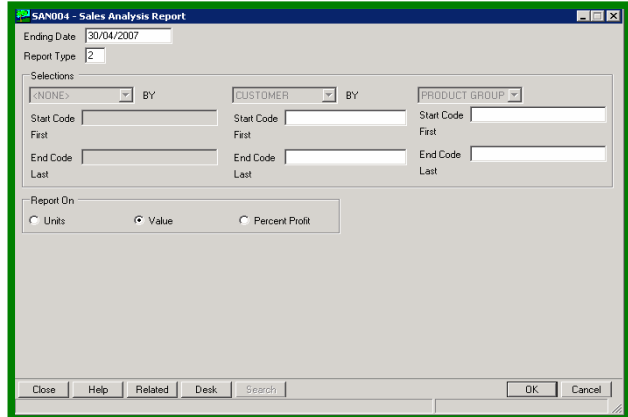 SAN004 - Sales Analysis Report
Ending Date 30/04/2007
Report Type 2
Selections
<NONE> BY CUSTOMER BY PRODUCT GROUP
Start Code Start Code Start Code
First First First
End Code End Code End Code
Last Last Last
Report On
Units Value Percent Profit
Close Help Related Desk Search OK Cancel